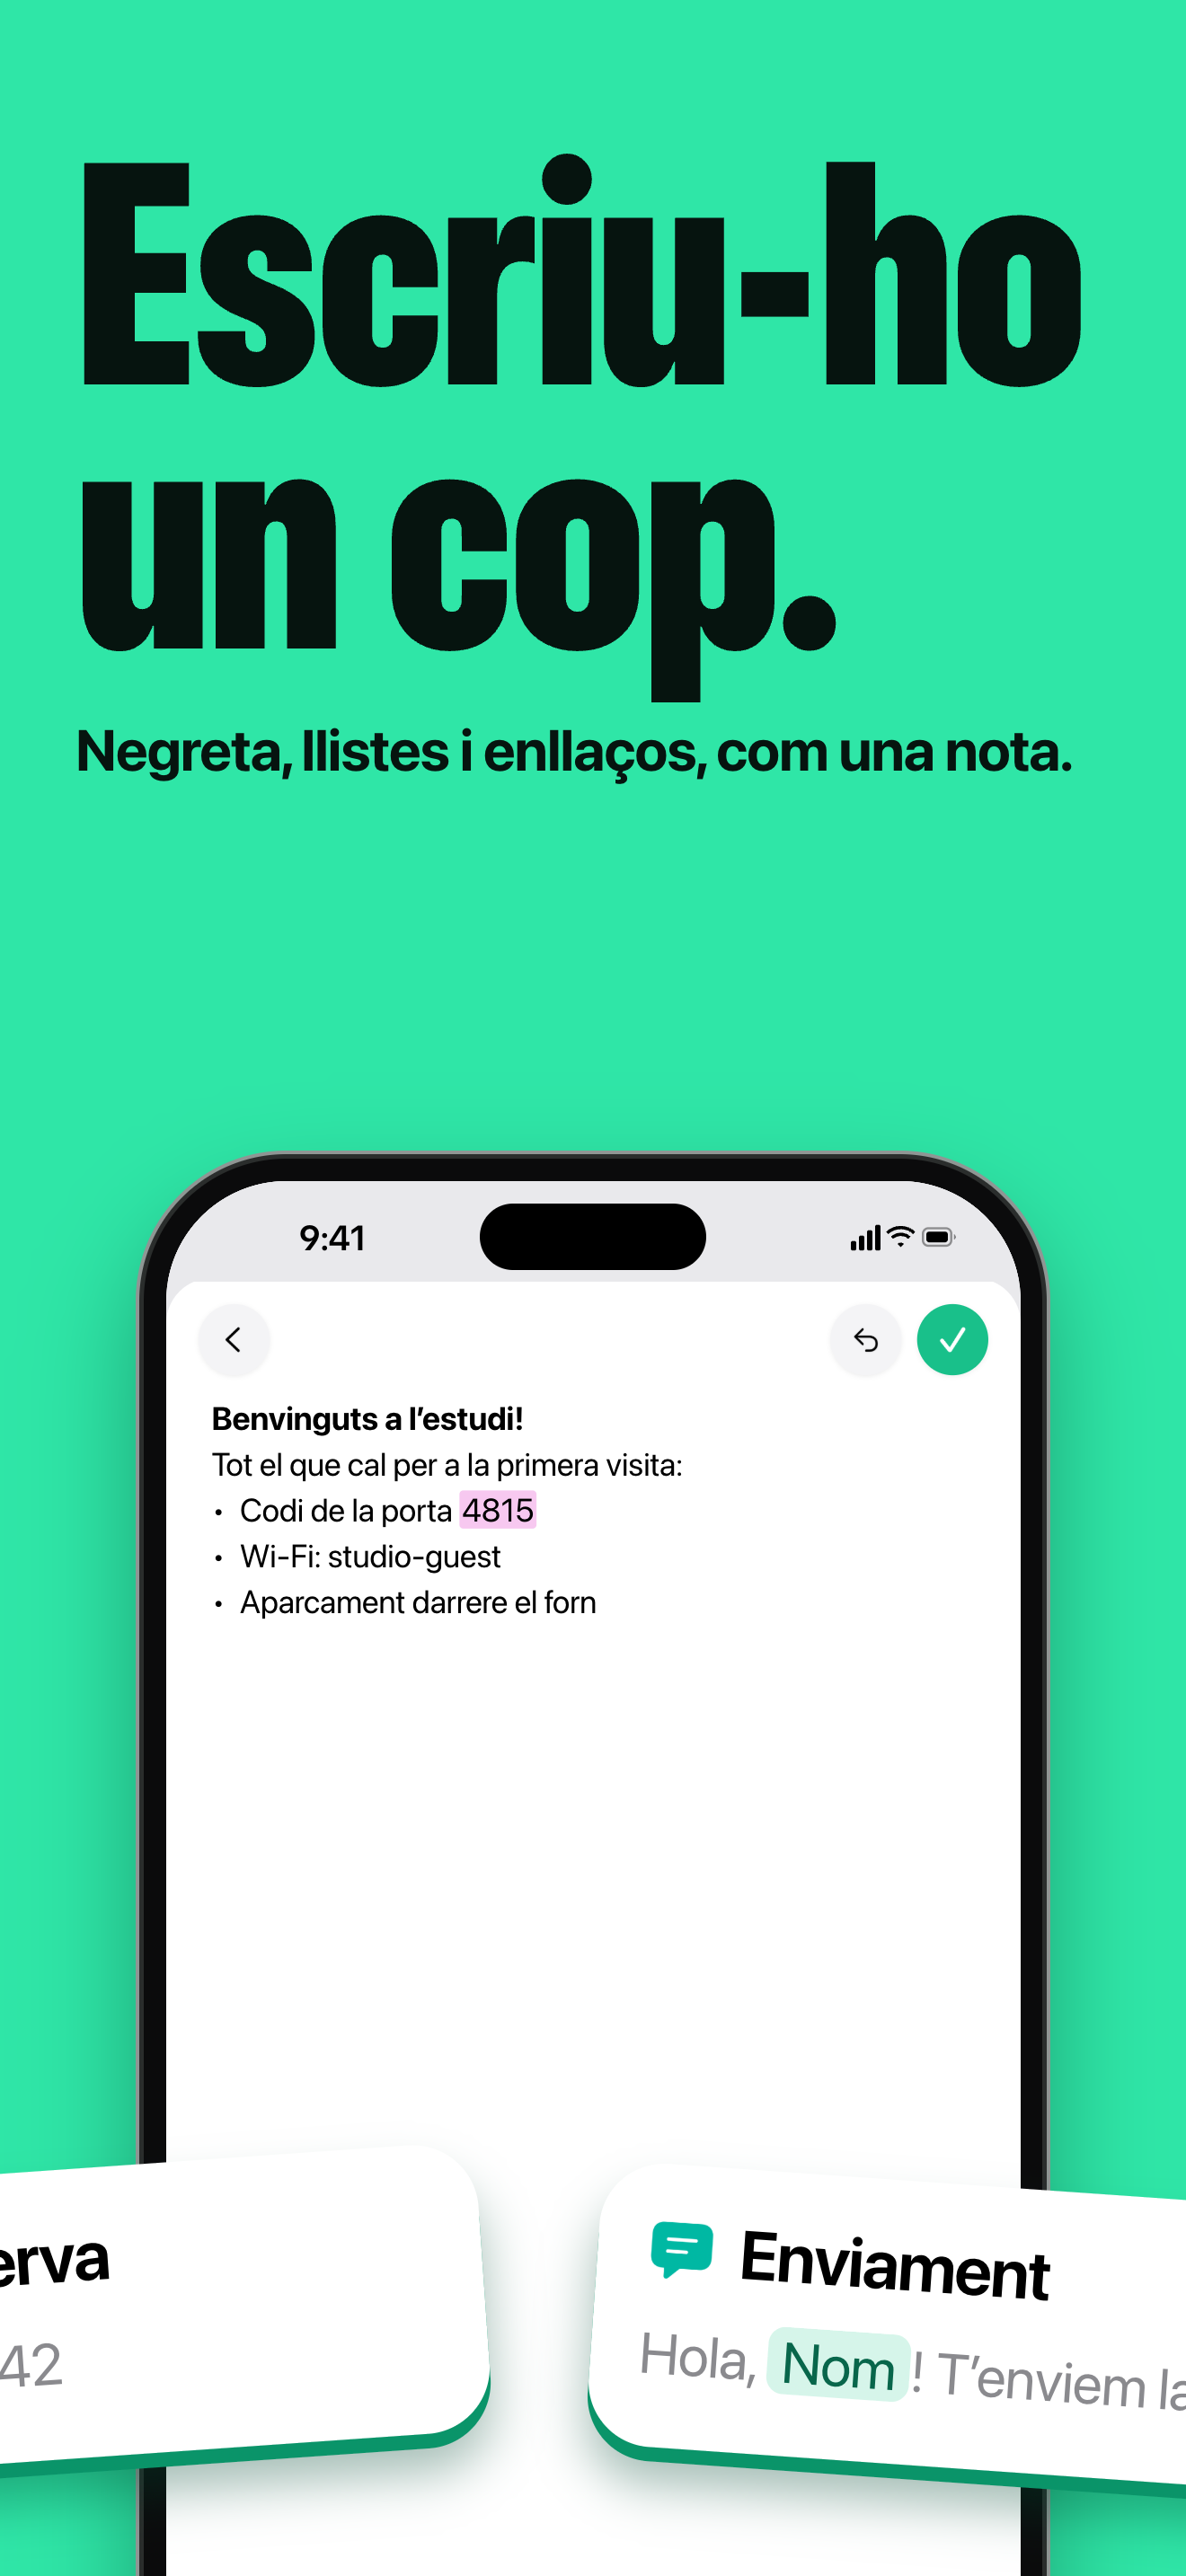 Escriu-ho
un cop.
Negreta, llistes i enllaços, com una nota.
9:41
Benvinguts a l’estudi!
Tot el que cal per a la primera visita:
• Codi de la porta 4815
• Wi-Fi: studio-guest
• Aparcament darrere el forn
erva
42
Enviament
Hola, Nom! T’enviem la